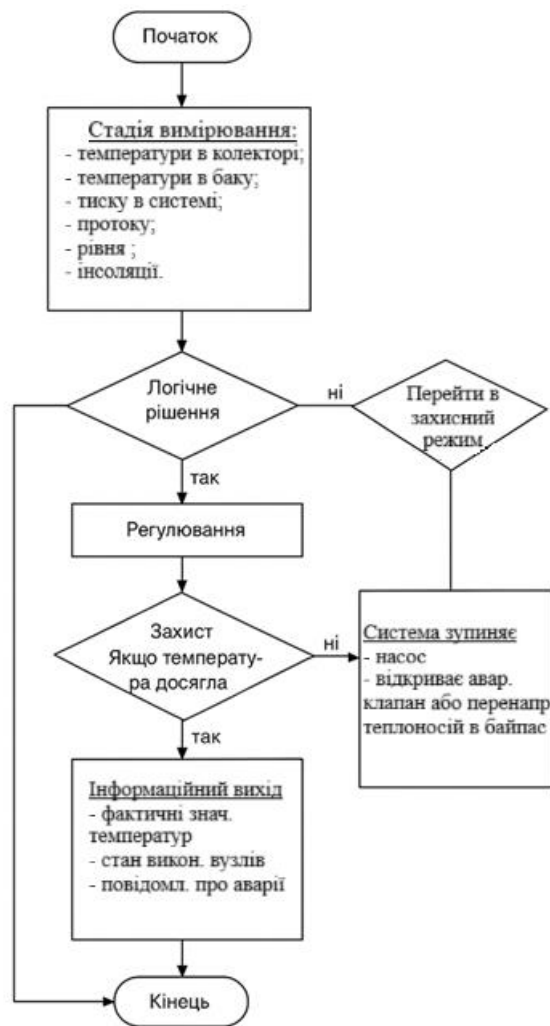 Початок
Стадія вимірювання:
- температури в колекторі;
- температури в баку;
- тиску в системі;
- протоку;
- рівня ;
- інсоляції.
Логічне
рішення
ні
Перейти в
захисний
режим.
так
Регулювання
Захист
Якщо температу-
ра досягла
ні
Система зупиняє
- насос
- відкриває авар.
клапан або перенапр
теплоносій в байпас
так
Інформаційний вихід
- фактичні знач.
температур
- стан викон. вузлів
- повідомл. про аварії
Кінець